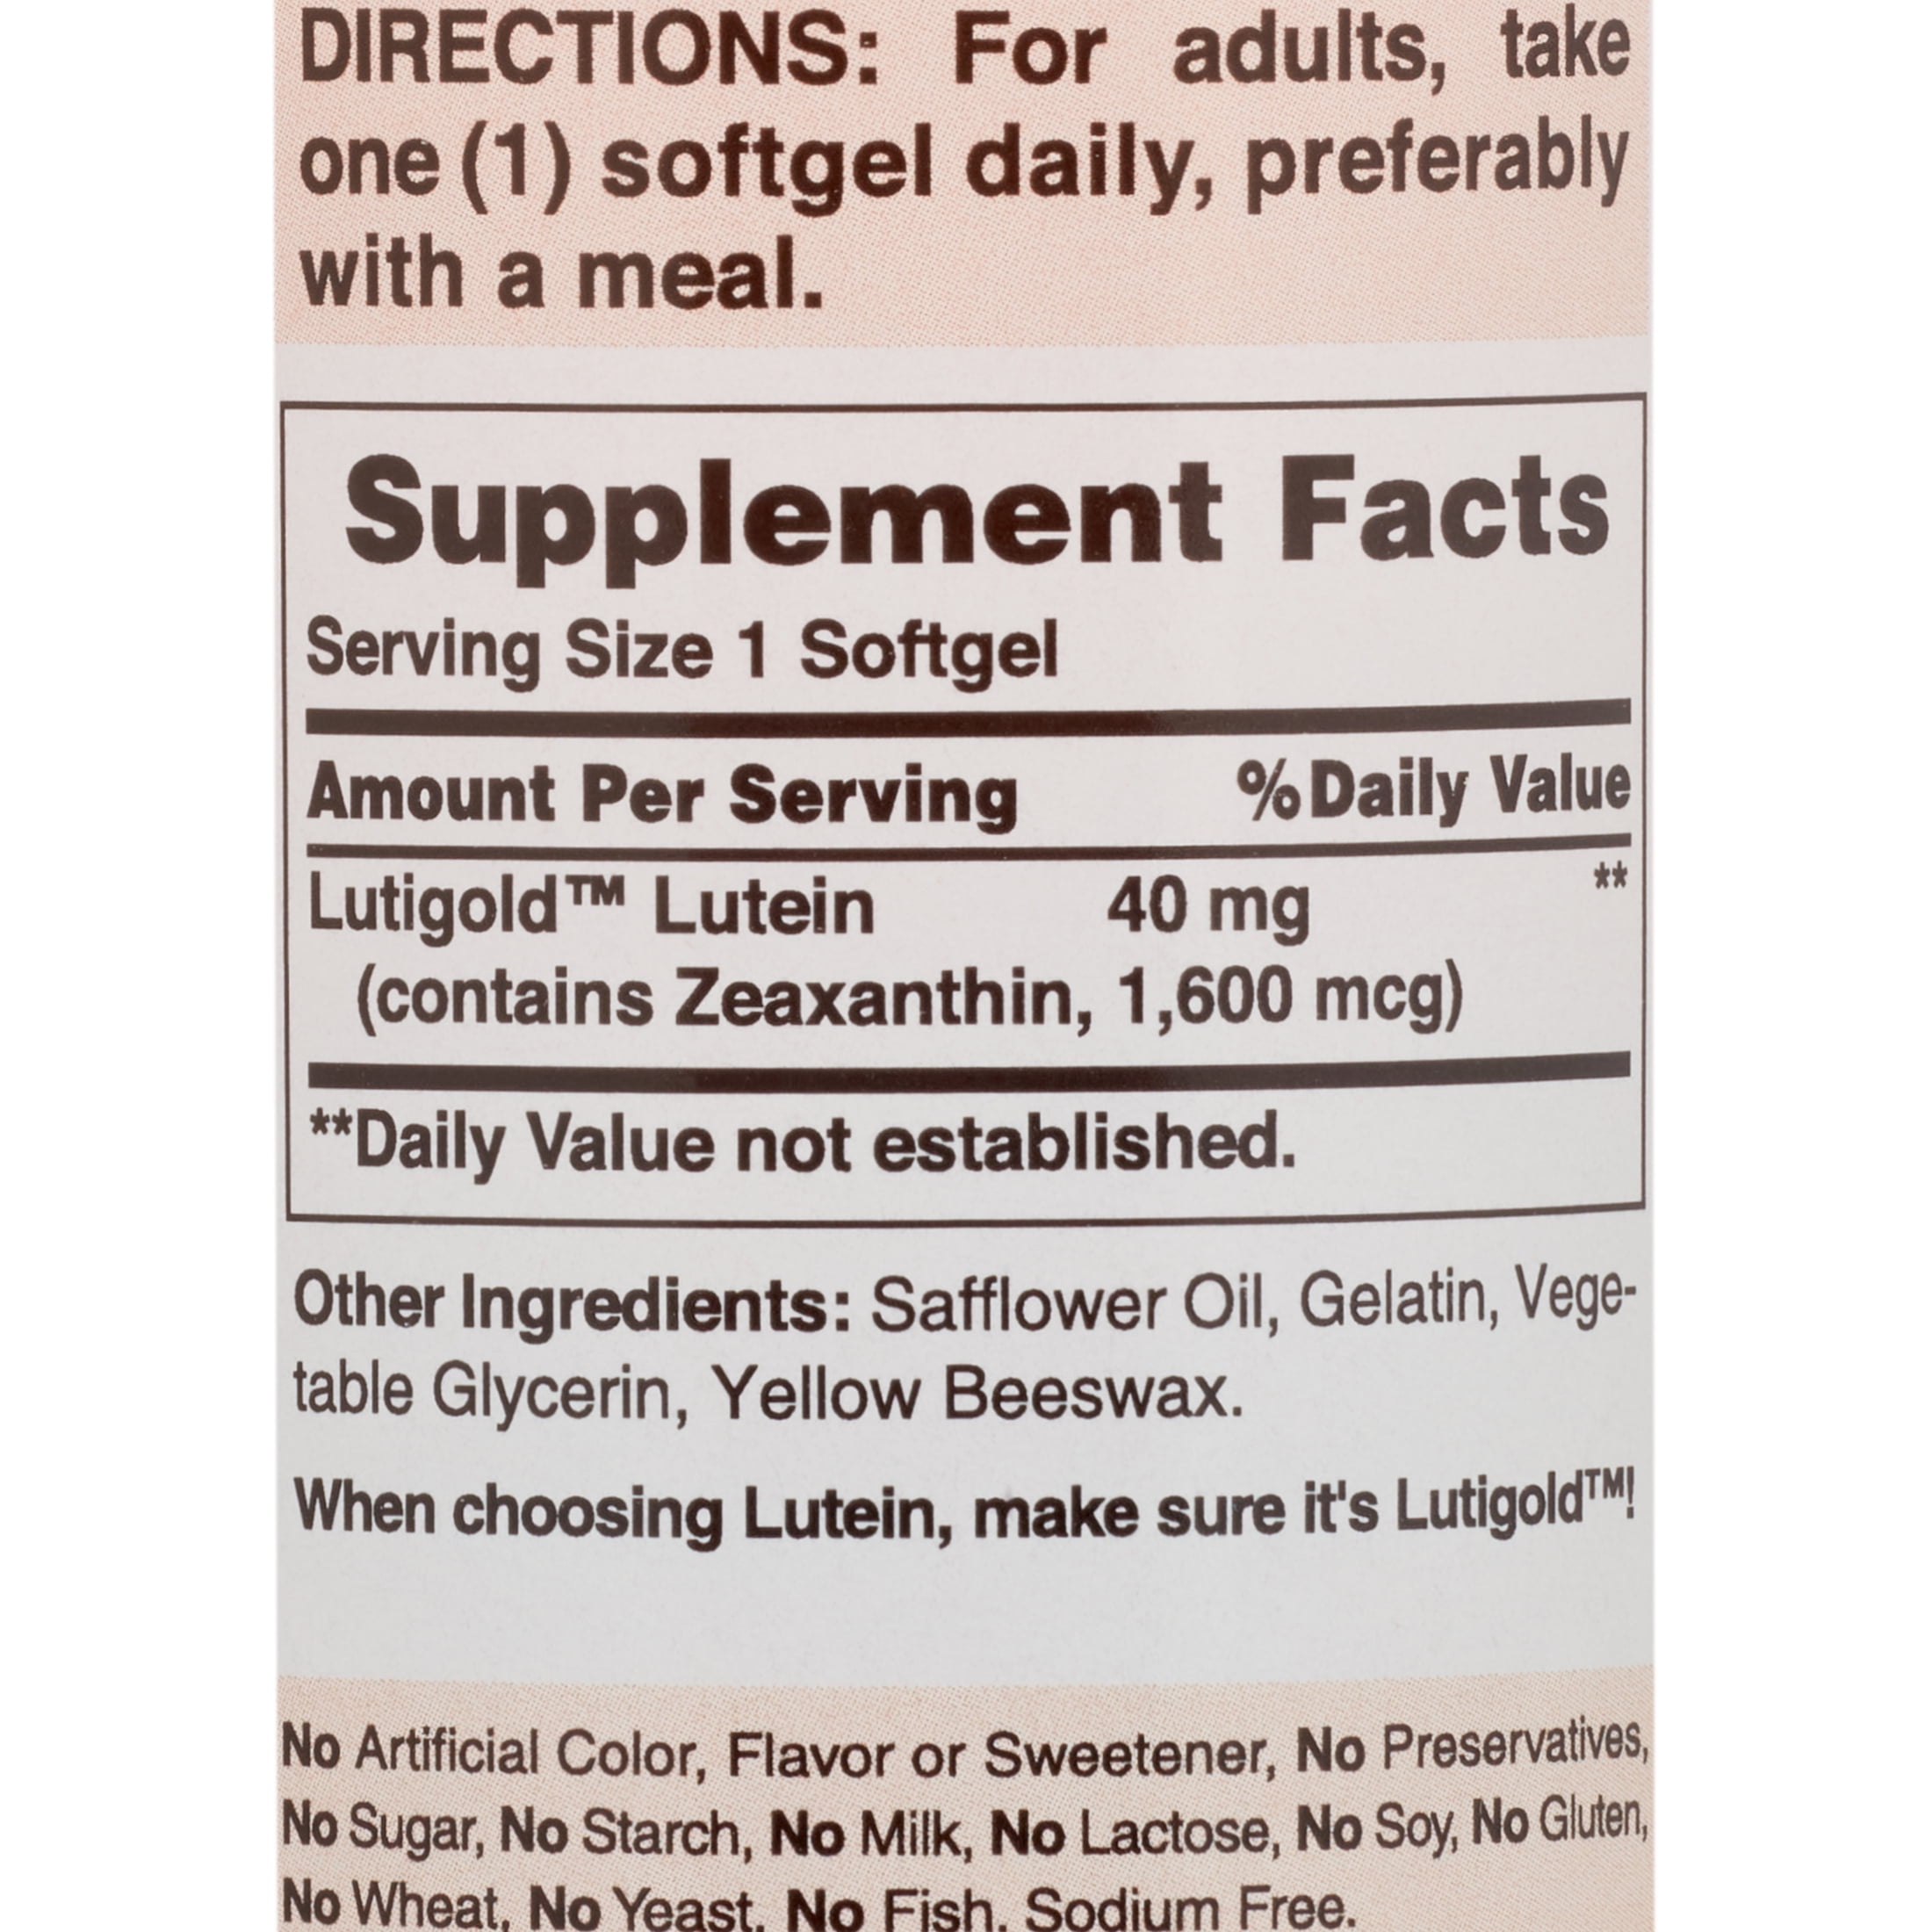 DIRECTIONS: For adults, take
one (1) softgel daily, preferably
with a meal.
Supplement Facts
Serving Size 1 Softgel
Amount Per Serving %Daily Value
Lutigold™ Lutein 40 mg **
(contains Zeaxanthin, 1,600 mcg)
**Daily Value not established.
Other Ingredients: Safflower Oil, Gelatin, Vege-
table Glycerin, Yellow Beeswax.
When choosing Lutein, make sure it's Lutigold™!
No Artificial Color, Flavor or Sweetener, No Preservatives,
No Sugar, No Starch, No Milk, No Lactose, No Soy, No Gluten,
No Wheat, No Yeast, No Fish, Sodium Free.